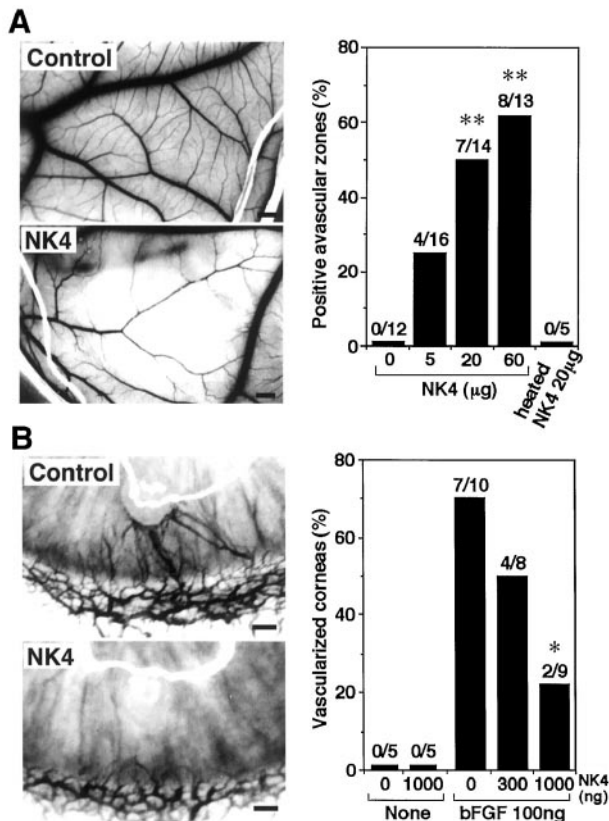 A
Control
NK4
Positive avascular zones (%)
80
60
40
20
0
0/12
4/16
**
7/14
**
8/13
0/5
0 5 20 60
NK4 (μg)
heated
NK4 20μg
B
Control
NK4
Vascularized corneas (%)
80
60
40
20
0
0/5 0/5
7/10
4/8
*
2/9
0 1000 0 300 1000 NK4
(ng)
None bFGF 100ng